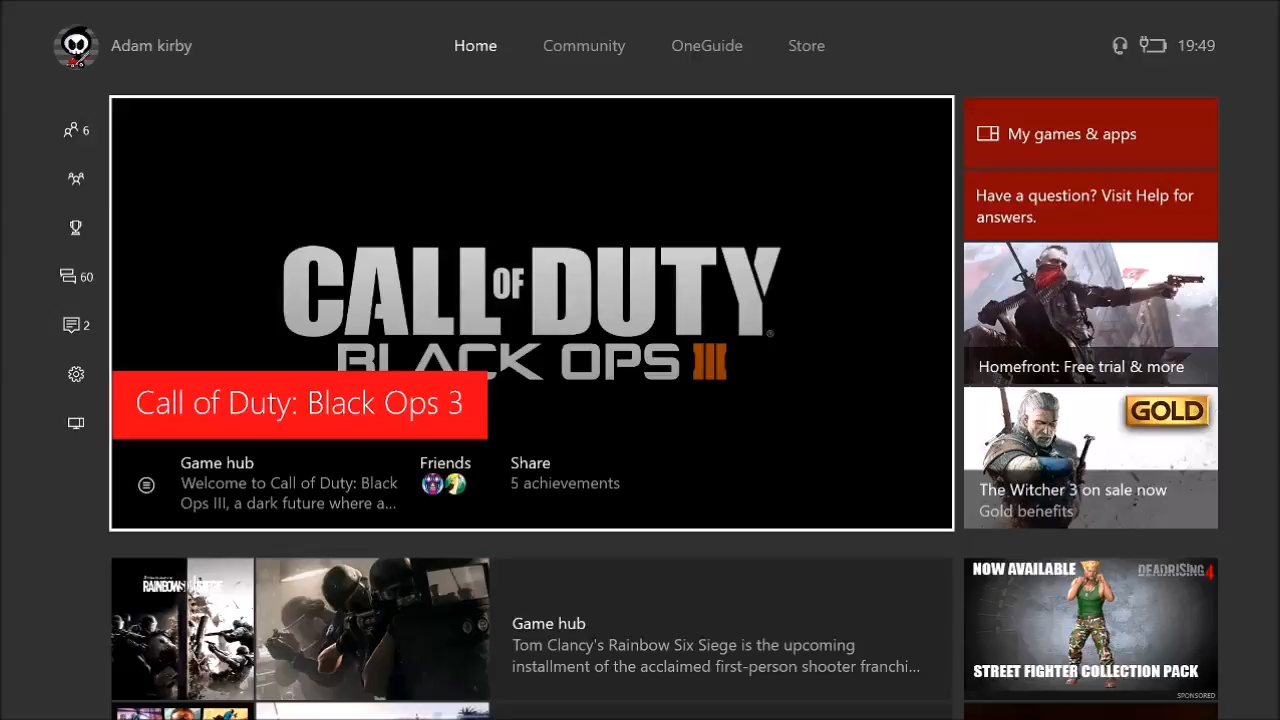 Adam kirby
Home
Community
OneGuide
Store
19:49
6
60
2
CALL OF DUTY®
BLACK OPS III
Call of Duty: Black Ops 3
Game hub
Welcome to Call of Duty: Black
Ops III, a dark future where a...
Friends
Share
5 achievements
My games & apps
Have a question? Visit Help for
answers.
Homefront: Free trial & more
GOLD
The Witcher 3 on sale now
Gold benefits
RAINBOW SIEGE
Game hub
Tom Clancy's Rainbow Six Siege is the upcoming
installment of the acclaimed first-person shooter franchi...
NOW AVAILABLE
DEADRISING 4
STREET FIGHTER COLLECTION PACK
SPONSORED